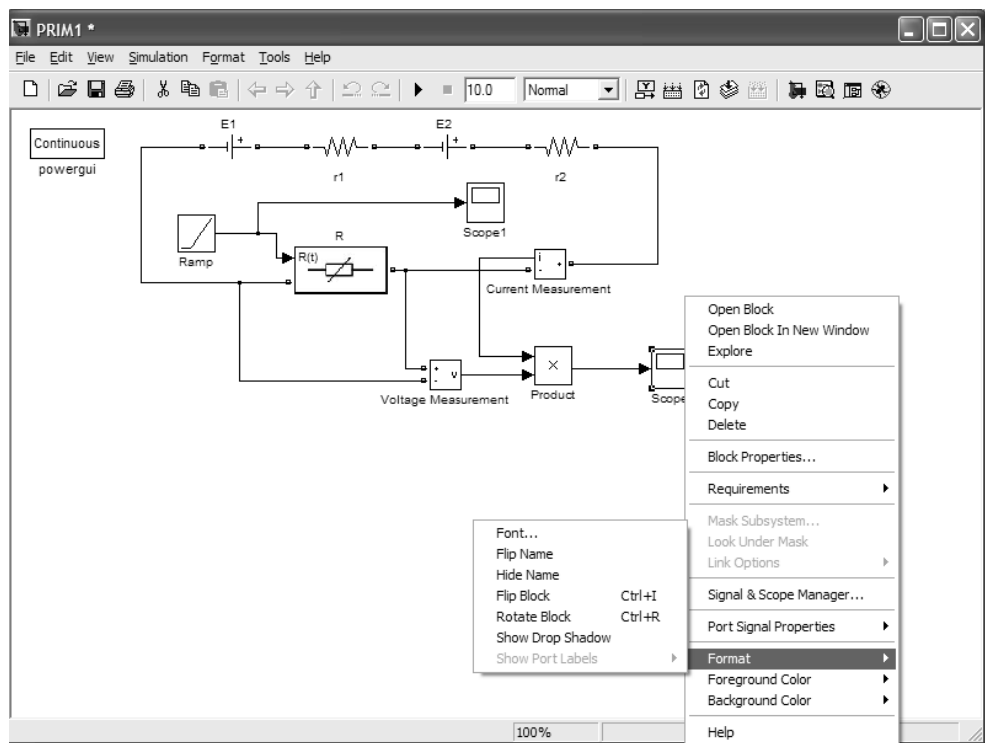 PRIM1 *
File Edit View Simulation Format Tools Help
10.0 Normal
E1
E2
Continuous
powergui
r1
r2
Scope1
Ramp
R
R(t)
i
+
-
Current Measurement
+
-
v
Voltage Measurement
×
Product
Scope
Open Block
Open Block In New Window
Explore
Cut
Copy
Delete
Block Properties...
Requirements
Mask Subsystem...
Look Under Mask
Link Options
Signal & Scope Manager...
Port Signal Properties
Format
Foreground Color
Background Color
Help
Font...
Flip Name
Hide Name
Flip Block Ctrl+I
Rotate Block Ctrl+R
Show Drop Shadow
Show Port Labels
100%